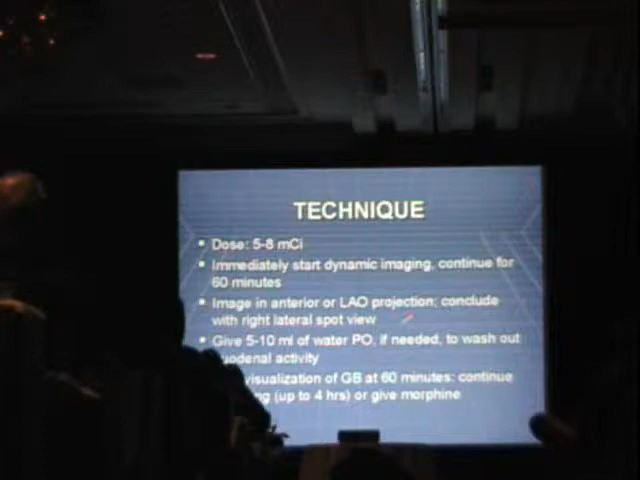 TECHNIQUE
Dose: 5-8 mCi
Immediately start dynamic imaging, continue for
60 minutes
Image in anterior or LAO projection; conclude
with right lateral spot view
Give 5-10 ml of water PO, if needed, to wash out
uodenal activity
visualization of GB at 60 minutes: continue
ng (up to 4 hrs) or give morphine